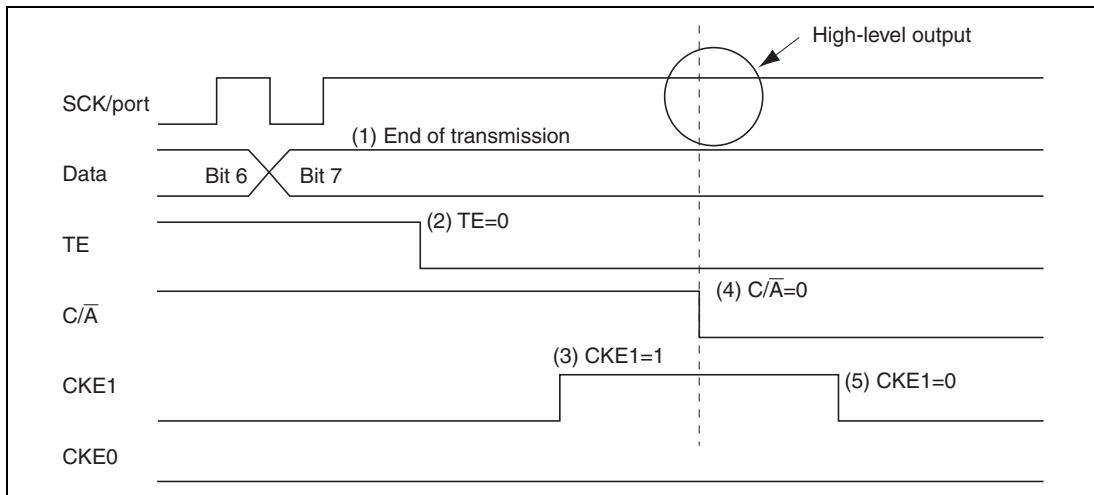 High-level output
SCK/port
(1) End of transmission
Data
Bit 6
Bit 7
(2) TE=0
TE
(4) C/A̅=0
C/A̅
(3) CKE1=1
CKE1
(5) CKE1=0
CKE0